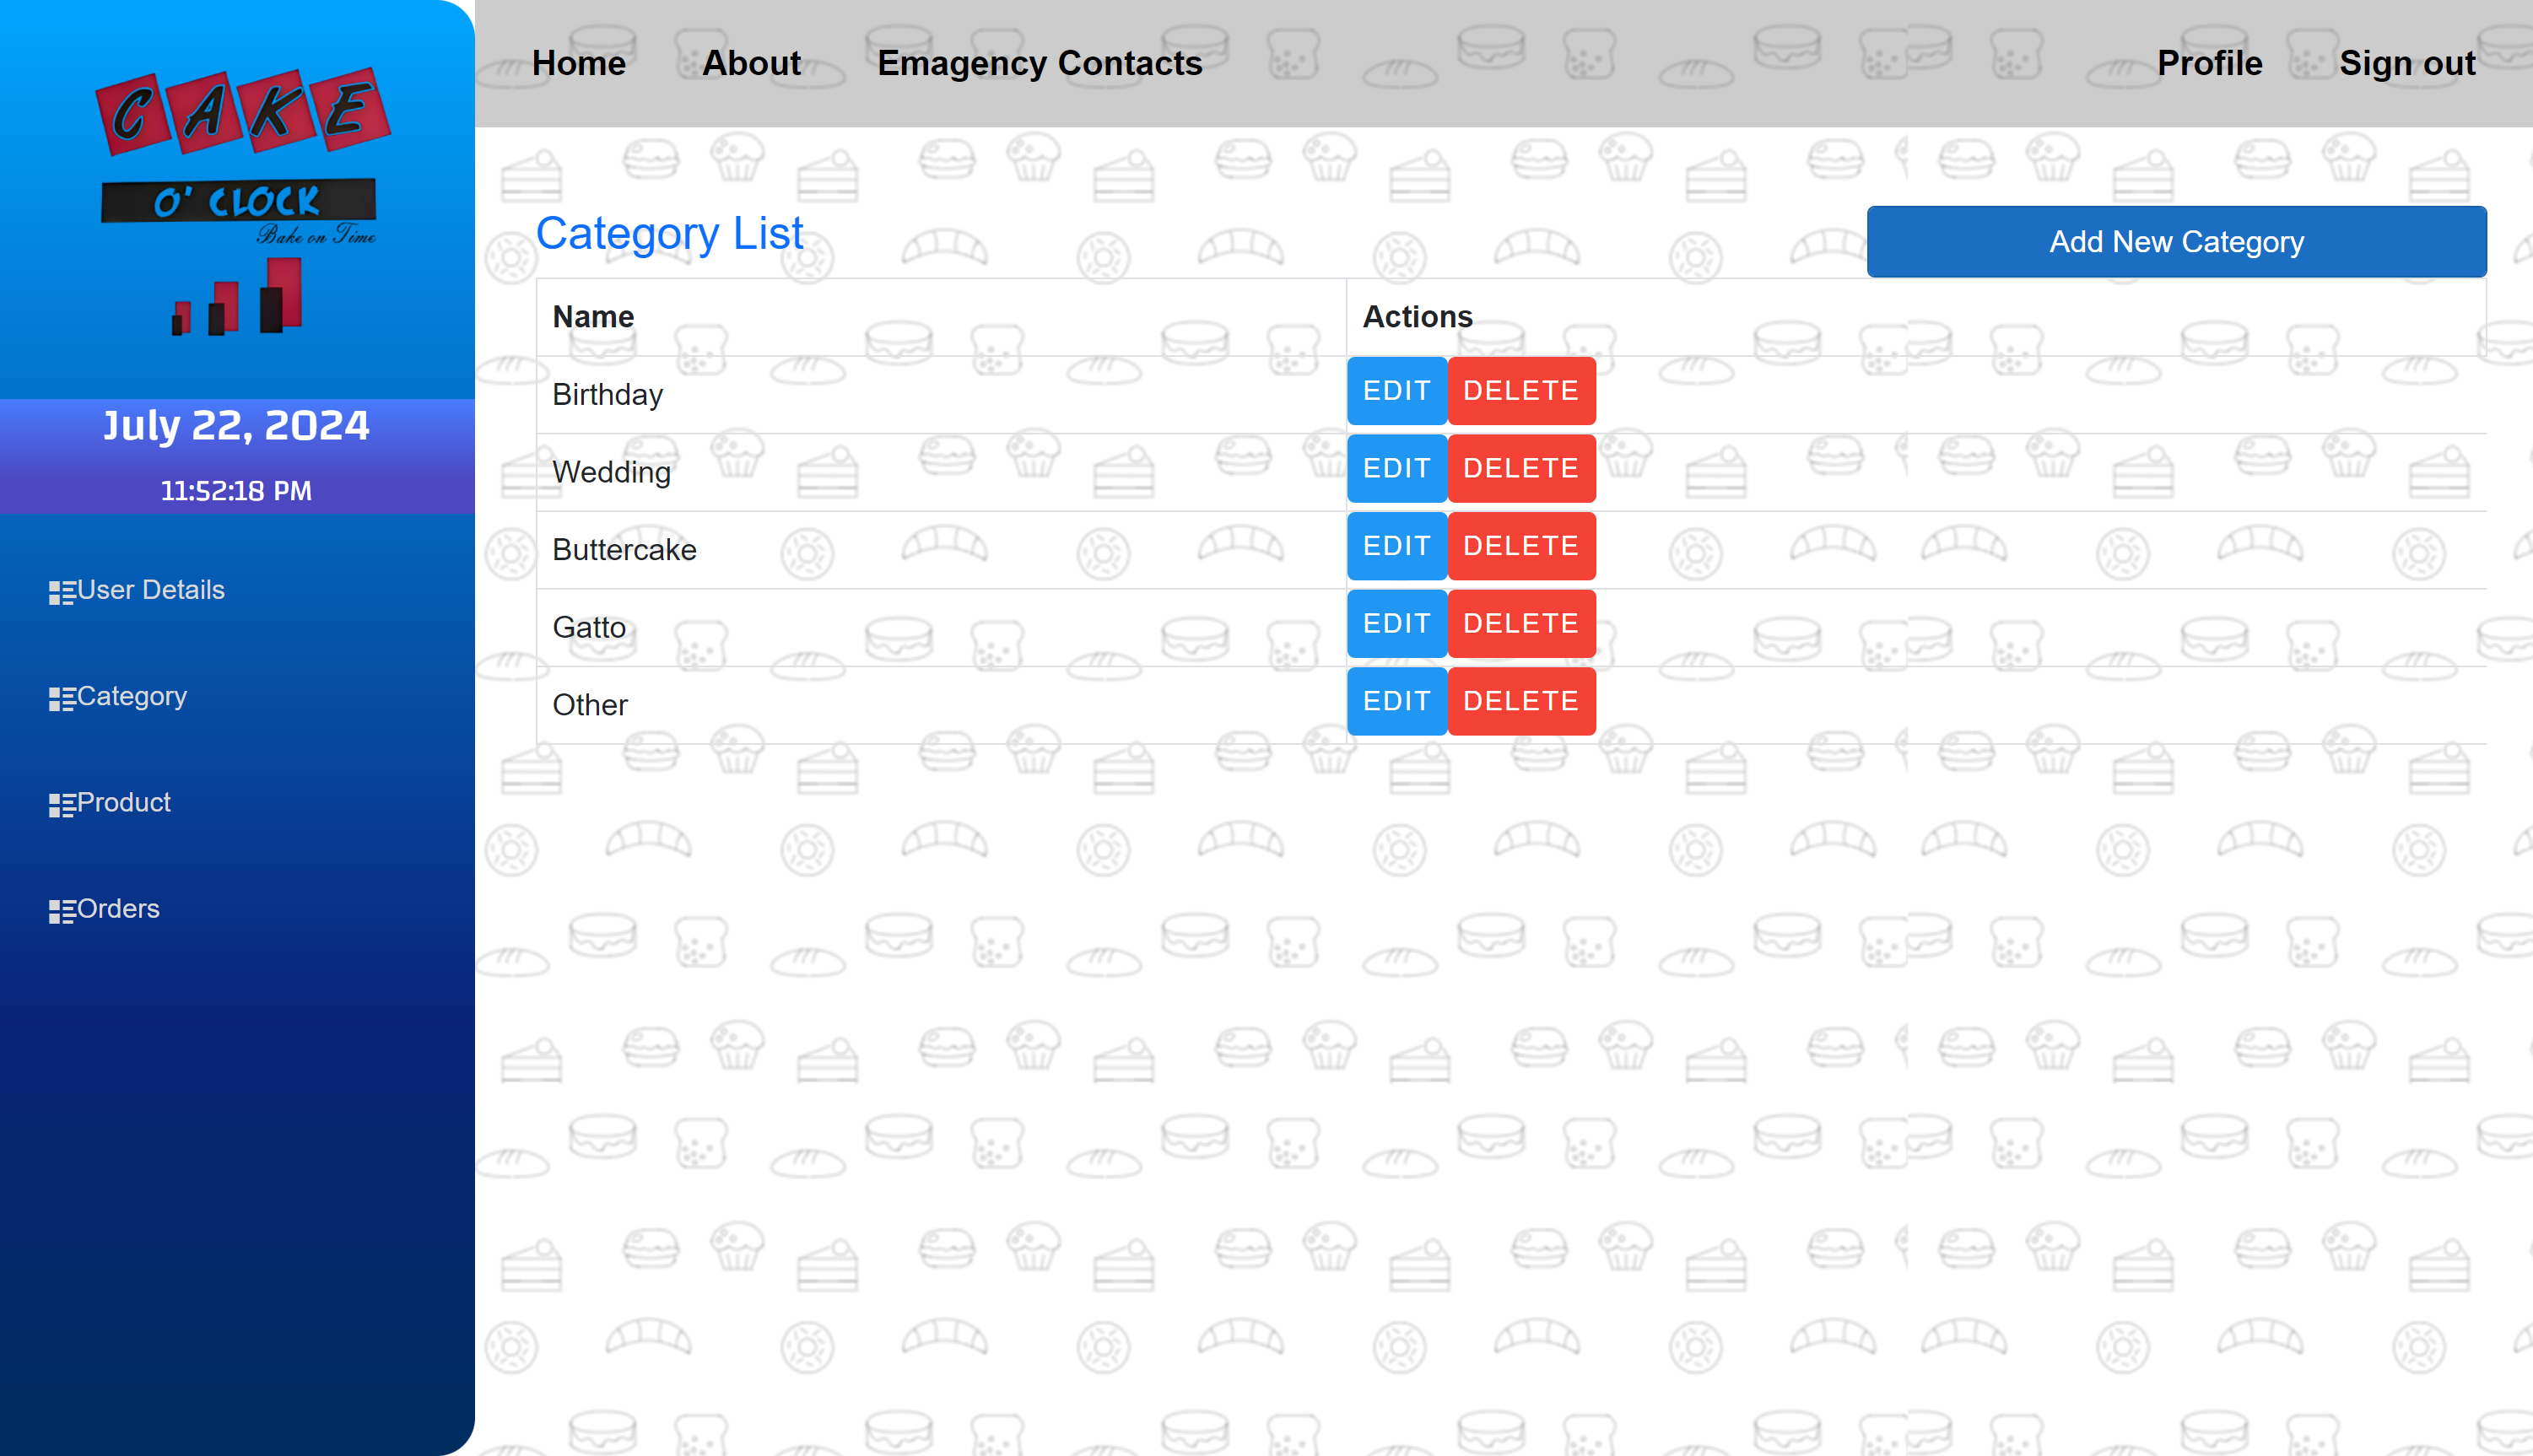 CAKE
O' CLOCK
Bake on Time
July 22, 2024
11:52:18 PM
User Details
Category
Product
Orders
Home About Emagency Contacts Profile Sign out
Category List
Add New Category
Name Actions
Birthday EDIT DELETE
Wedding EDIT DELETE
Buttercake EDIT DELETE
Gatto EDIT DELETE
Other EDIT DELETE